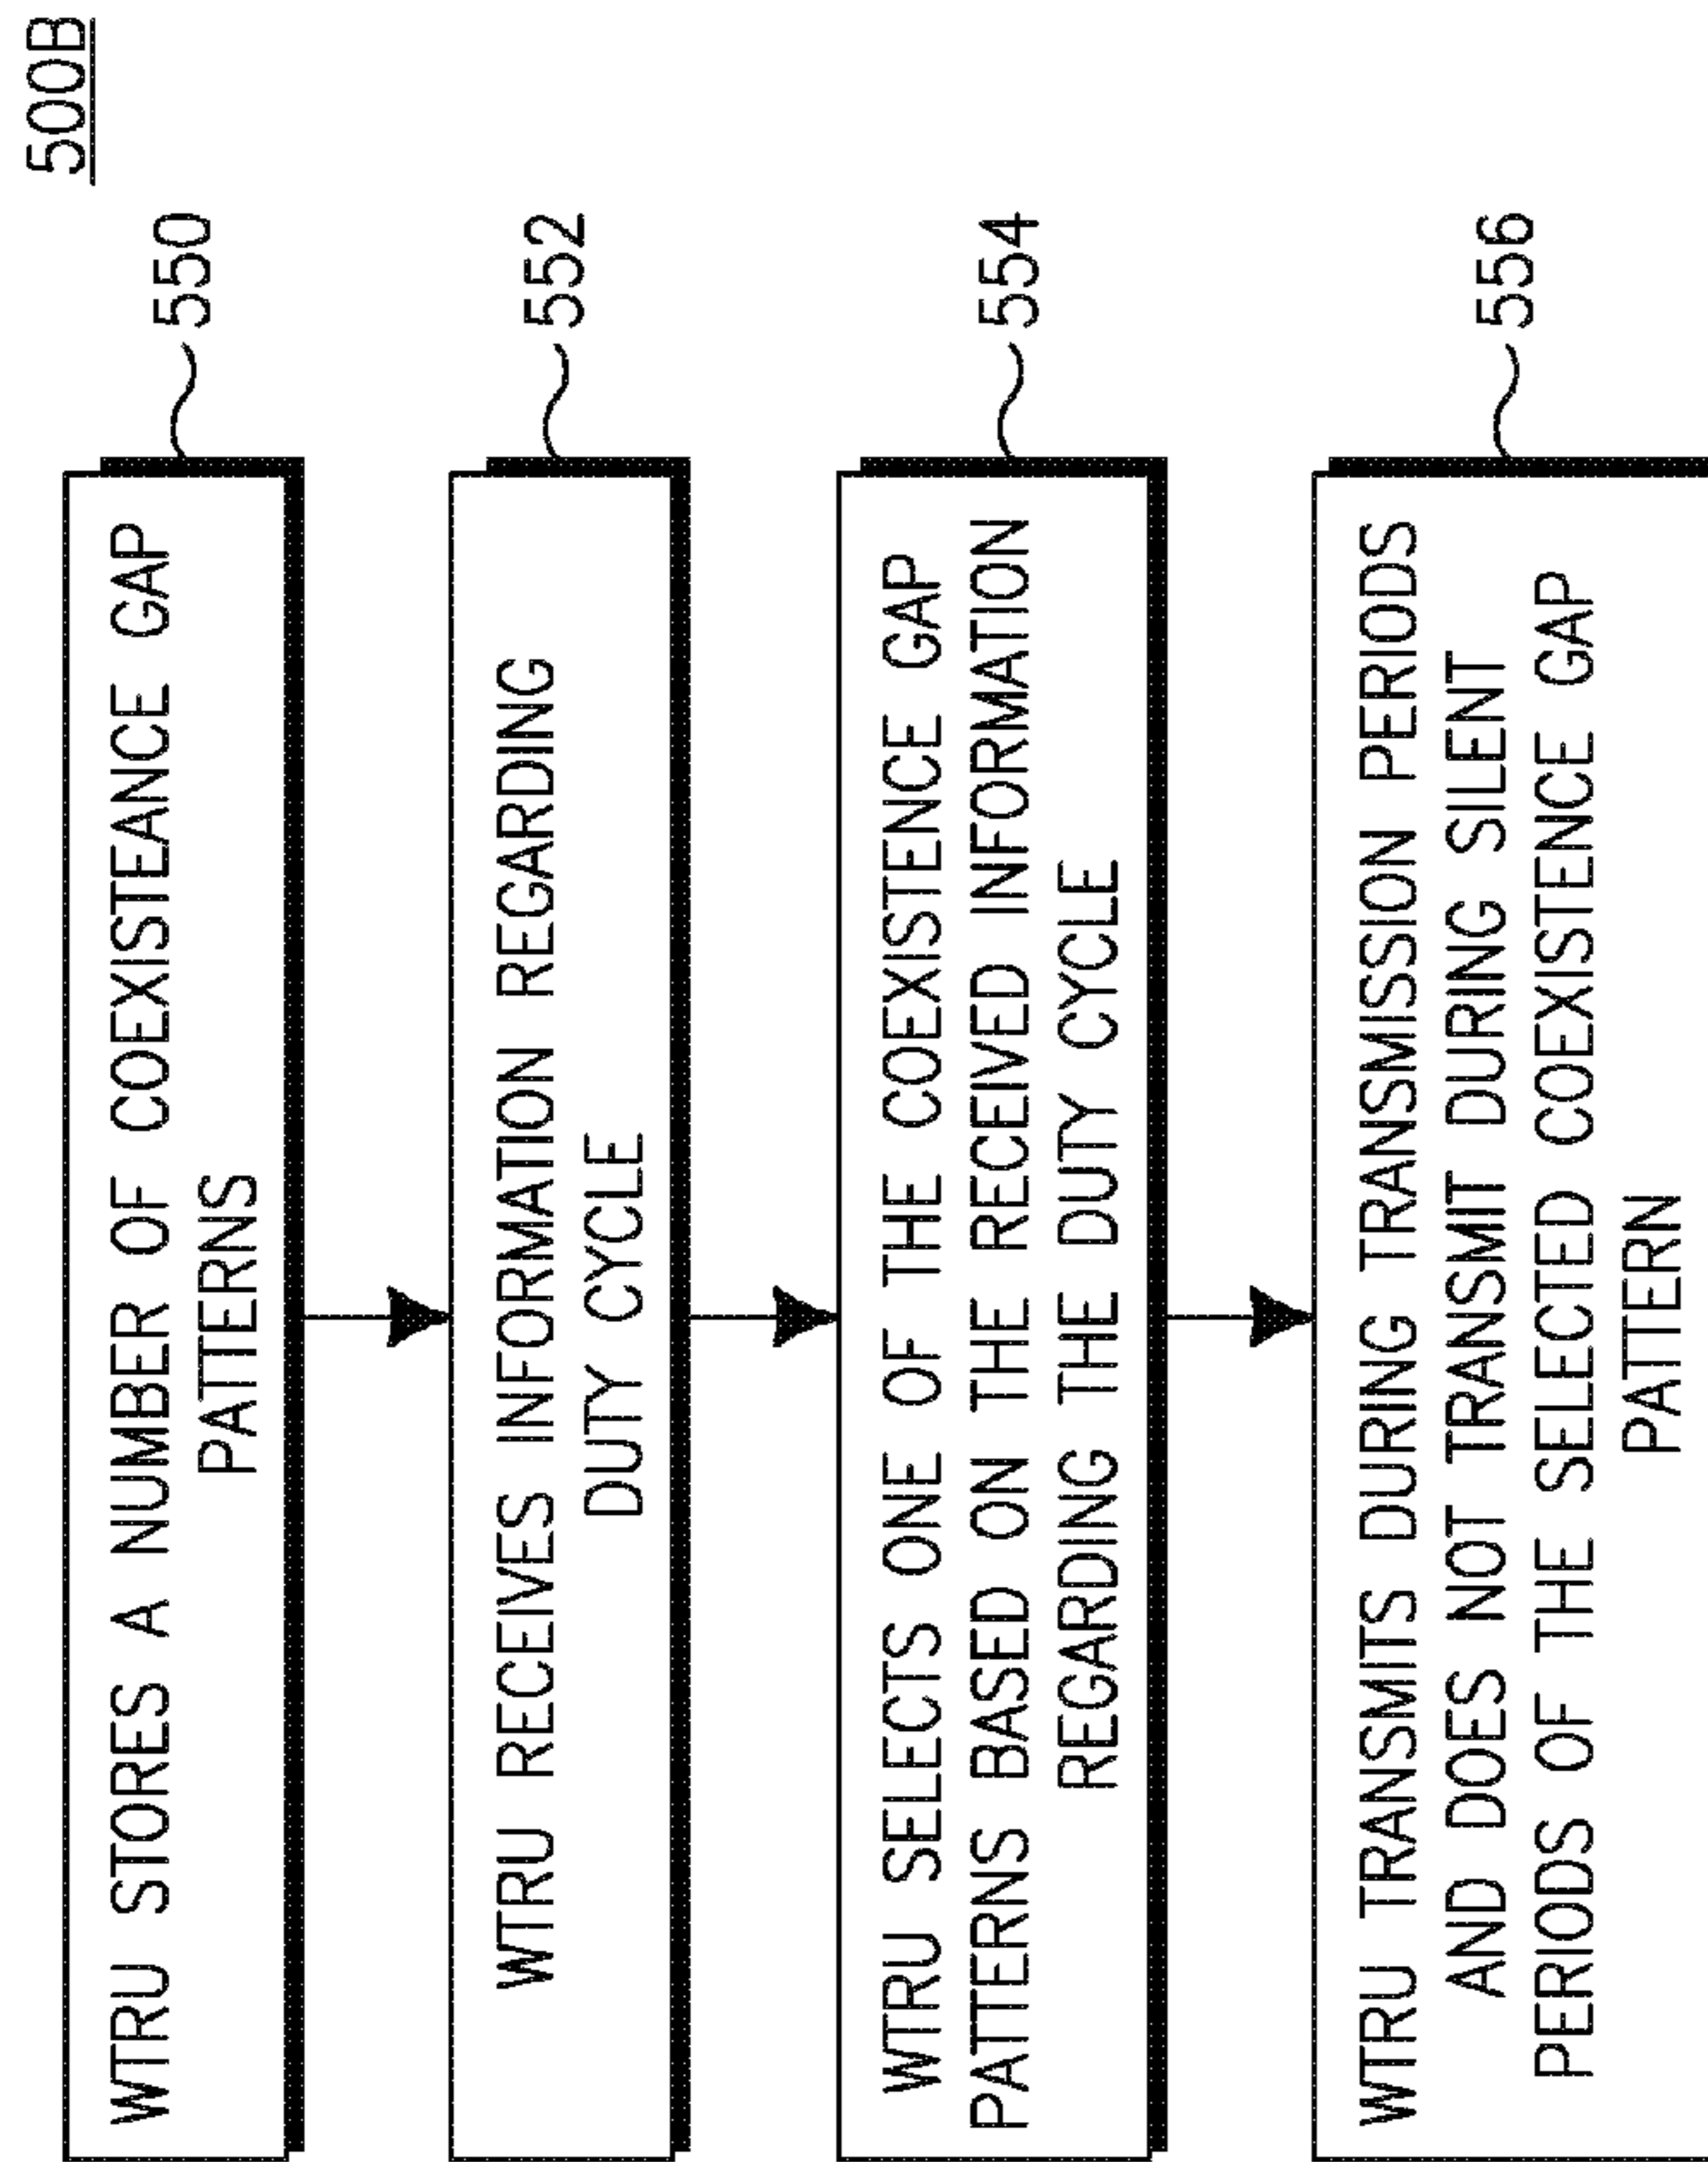 500B
WTRU STORES A NUMBER OF COEXISTEANCE GAP
PATTERNS
550
WTRU RECEIVES INFORMATION REGARDING
DUTY CYCLE
552
WTRU SELECTS ONE OF THE COEXISTENCE GAP
PATTERNS BASED ON THE RECEIVED INFORMATION
REGARDING THE DUTY CYCLE
554
WTRU TRANSMITS DURING TRANSMISSION PERIODS
AND DOES NOT TRANSMIT DURING SILENT
PERIODS OF THE SELECTED COEXISTENCE GAP
PATTERN
556